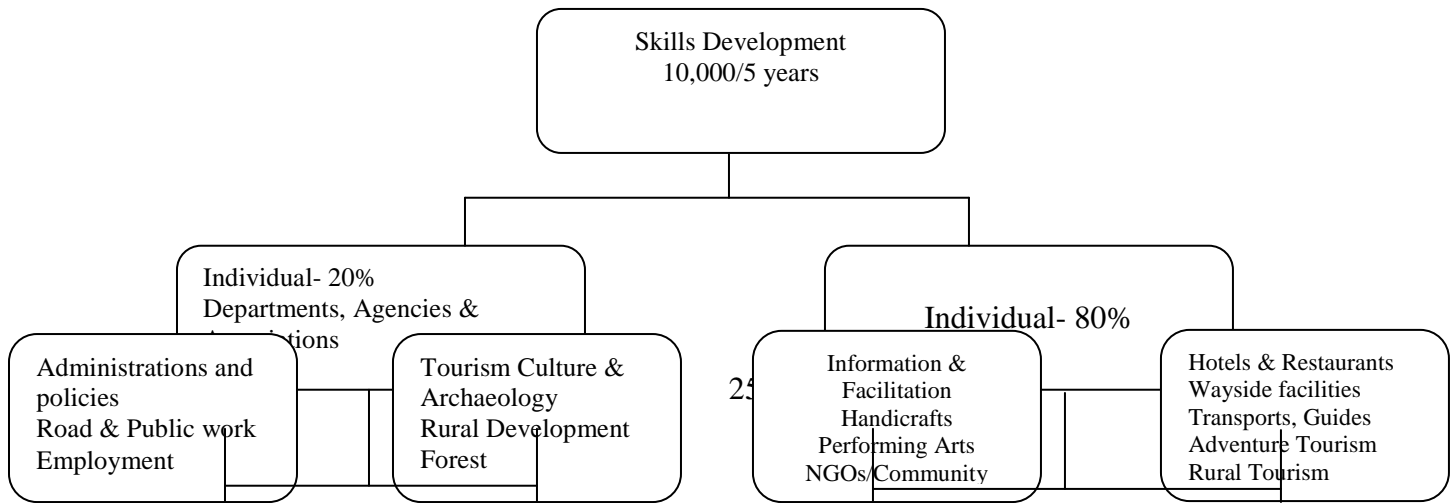 Skills Development
10,000/5 years
Individual- 20%
Departments, Agencies &
Individual- 80%
Administrations and
policies
Road & Public work
Employment
Tourism Culture &
Archaeology
Rural Development
Forest
Information &
Facilitation
Handicrafts
Performing Arts
NGOs/Community
Hotels & Restaurants
Wayside facilities
Transports, Guides
Adventure Tourism
Rural Tourism